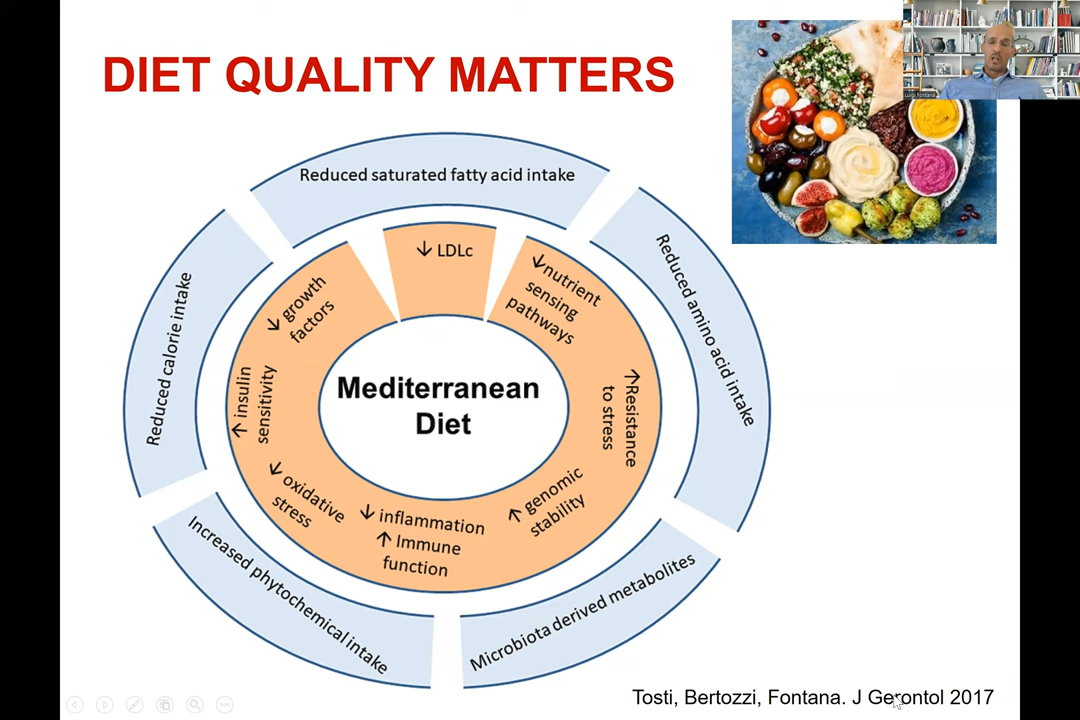 DIET QUALITY MATTERS
Luigi Fontana
Reduced saturated fatty acid intake
Reduced calorie intake
Reduced amino acid intake
↓ LDLc
↓ growth
factors
↓nutrient
sensing
pathways
↑ insulin
sensitivity
↑Resistance
to stress
Mediterranean
Diet
↓ oxidative
stress
↓ inflammation
↑ Immune
function
↑ genomic
stability
Increased phytochemical intake
Microbiota derived metabolites
Tosti, Bertozzi, Fontana. J Gerontol 2017